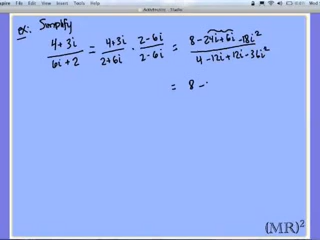 ex: Simplify
(4+3i)/(6i+2) = (4+3i)/(2+6i) · (2-6i)/(2-6i) = (8-24i+6i-18i²)/(4-12i+12i-36i²)
= 8-
(MR)²